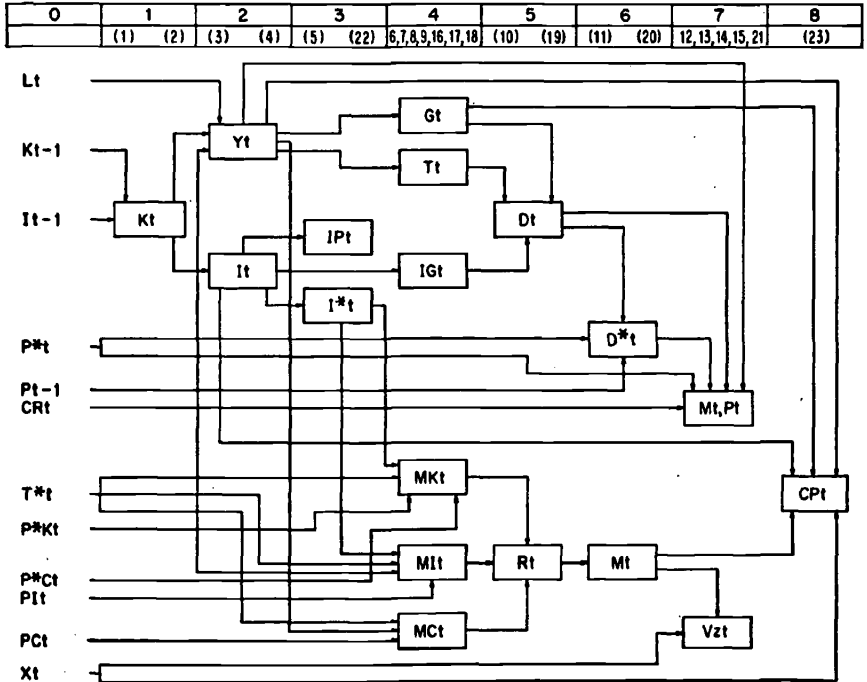 0 1 2 3 4 5 6 7 8
(1) (2) (3) (4) (5) (22) 6,7,8,9,16,17,18 (10) (19) (11) (20) 12,13,14,15,21 (23)
Lt
Gt
Yt
Kt-1
Tt
It-1
Kt
Dt
IPt
It
IGt
I*t
P*t
D*t
Pt-1
CRt
Mt,Pt
MKt
T*t
CPt
P*Kt
MIt
Rt
Mt
P*Ct
PIt
MCt
Vzt
PCt
Xt